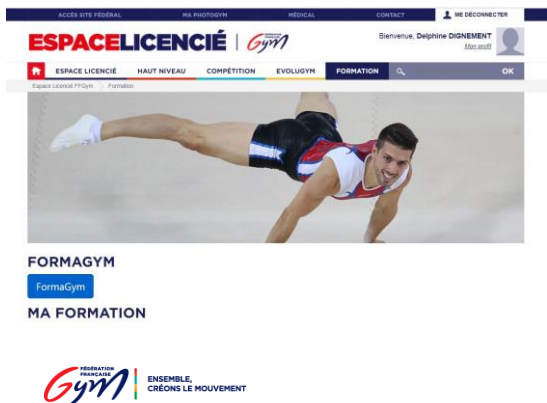 ACCÈS SITE FÉDÉRAL MA PHOTOGYM MÉDICAL CONTACT ME DÉCONNECTER
ESPACELICENCIÉ Gym
Bienvenue, Delphine DIGNEMENT
Mon profil
ESPACE LICENCIÉ HAUT NIVEAU COMPÉTITION EVOLUGYM FORMATION OK
Espace Licencié FFGym Formation
FORMAGYM
FormaGym
MA FORMATION
FÉDÉRATION
FRANÇAISE
Gym
ENSEMBLE,
CRÉONS LE MOUVEMENT